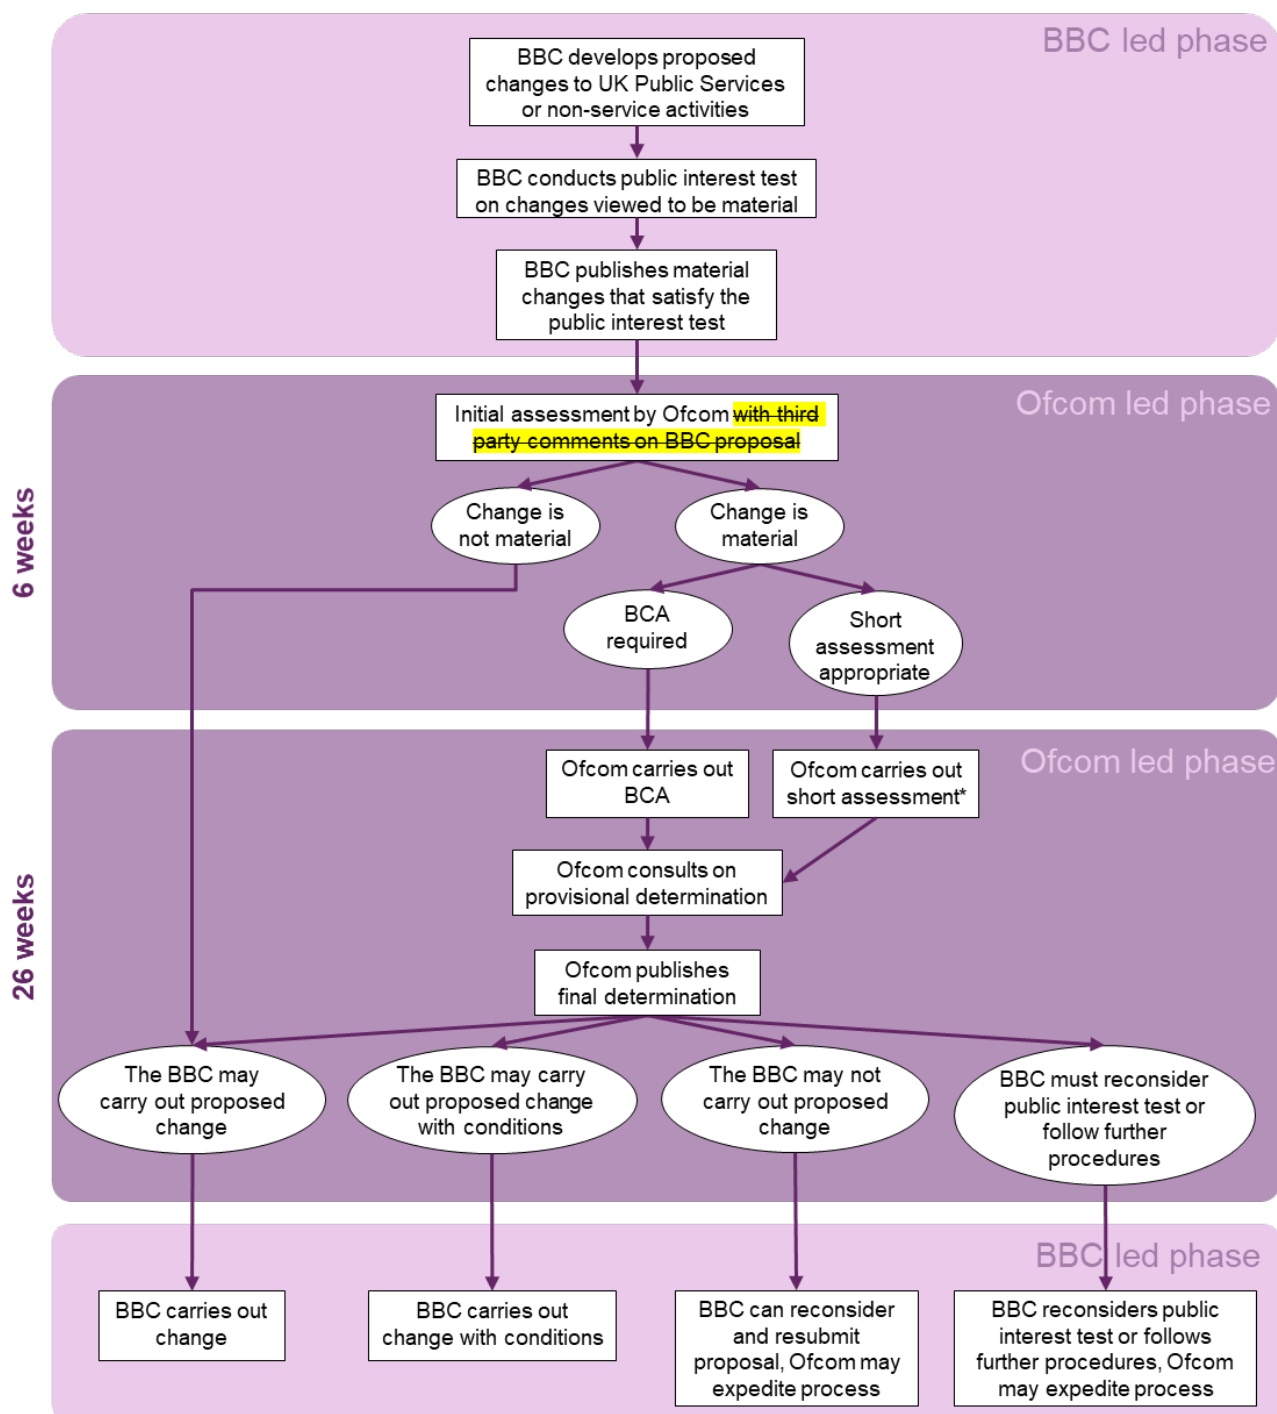 BBC led phase
BBC develops proposed
changes to UK Public Services
or non-service activities
BBC conducts public interest test
on changes viewed to be material
BBC publishes material
changes that satisfy the
public interest test
6 weeks
Ofcom led phase
Initial assessment by Ofcom with third
party comments on BBC proposal
Change is
not material
Change is
material
BCA
required
Short
assessment
appropriate
26 weeks
Ofcom led phase
Ofcom carries out
BCA
Ofcom carries out
short assessment*
Ofcom consults on
provisional determination
Ofcom publishes
final determination
The BBC may
carry out proposed
change
The BBC may carry
out proposed change
with conditions
The BBC may not
carry out proposed
change
BBC must reconsider
public interest test or
follow further
procedures
BBC led phase
BBC carries out
change
BBC carries out
change with conditions
BBC can reconsider
and resubmit
proposal, Ofcom may
expedite process
BBC reconsiders public
interest test or follows
further procedures, Ofcom
may expedite process